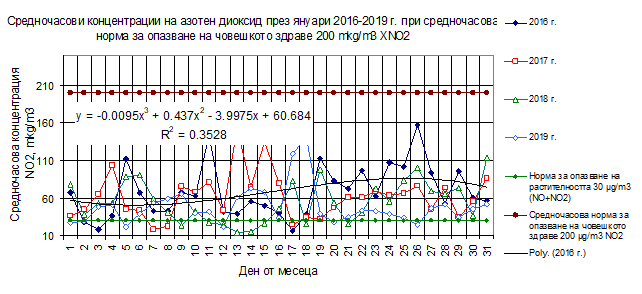 Средночасови концентрации на азотен диоксид през януари 2016-2019 г. при средночасова
норма за опазване на човешкото здраве 200 mkg/m3 XNO2
Средночасова концентрация
NO2, mkg/m3
210
160
110
60
10
y = -0.0095x³ + 0.437x² - 3.9975x + 60.684
R² = 0.3528
1 2 3 4 5 6 7 8 9 10 11 12 13 14 15 16 17 18 19 20 21 22 23 24 25 26 27 28 29 30 31
Ден от месеца
2016 г.
2017 г.
2018 г.
2019 г.
Норма за опазване на
растителността 30 µg/m3
(NO+NO2)
Средночасова норма за
опазване на човешкото
здраве 200 µg/m3 NO2
Poly. (2016 г.)